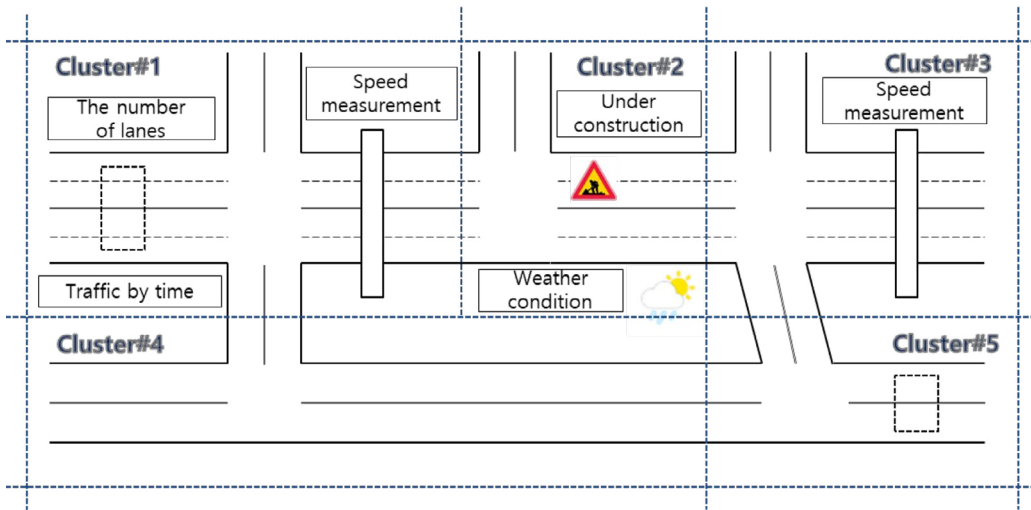 Cluster#1
The number
of lanes
Speed
measurement
Cluster#2
Under
construction
Cluster#3
Speed
measurement
Traffic by time
Weather
condition
Cluster#4
Cluster#5